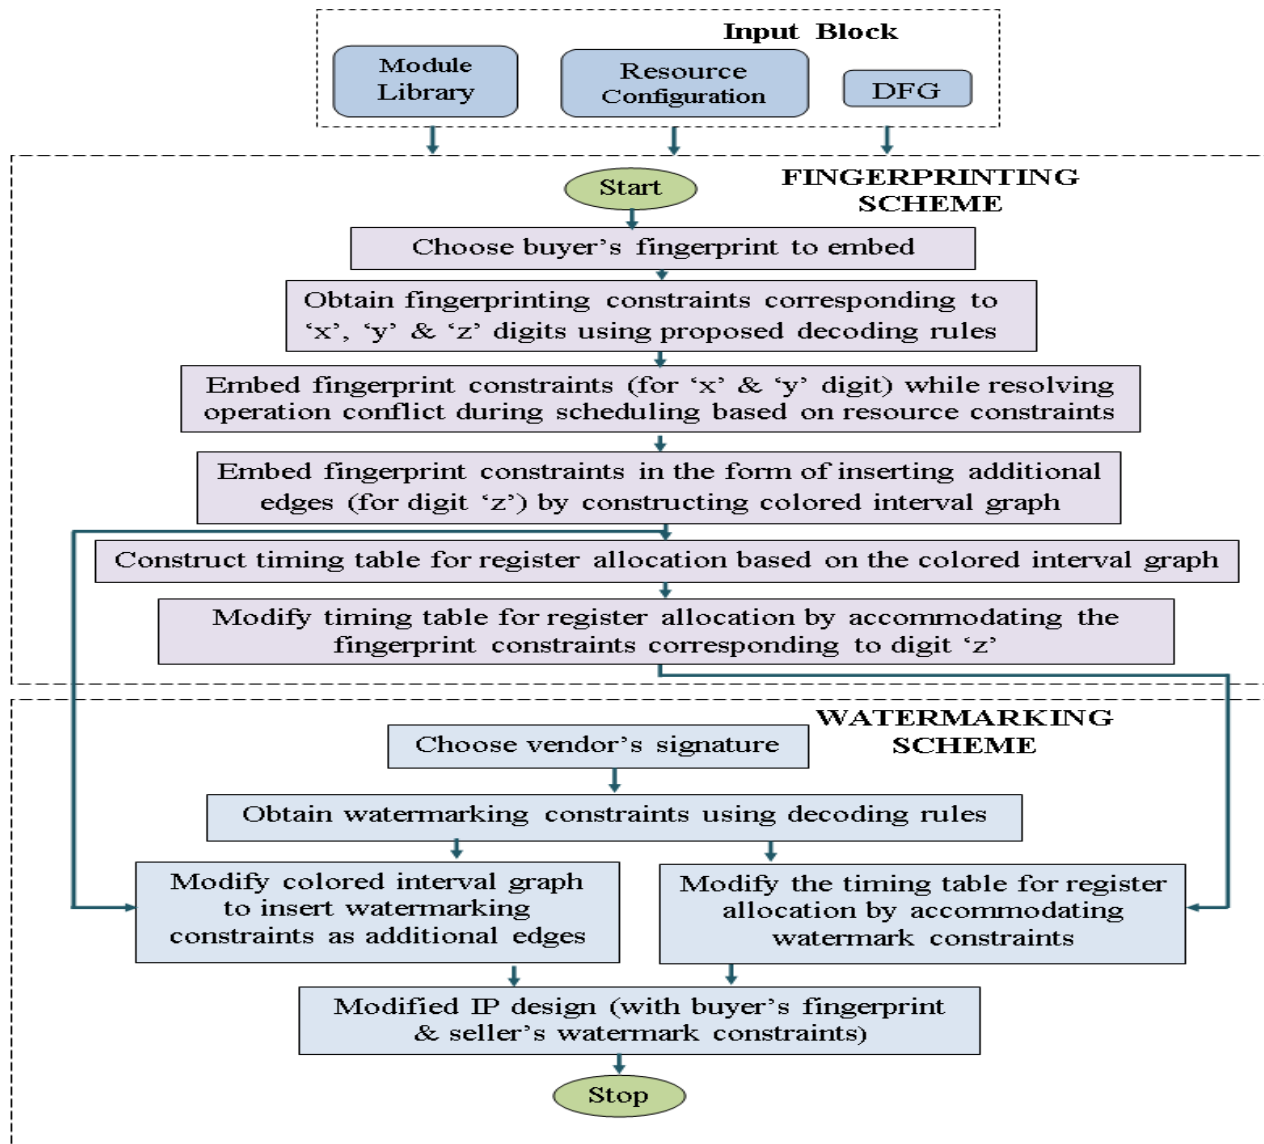 Input Block
Module
Library
Resource
Configuration
DFG
FINGERPRINTING
SCHEME
Start
Choose buyer’s fingerprint to embed
Obtain fingerprinting constraints corresponding to
‘x’, ‘y’ & ‘z’ digits using proposed decoding rules
Embed fingerprint constraints (for ‘x’ & ‘y’ digit) while resolving
operation conflict during scheduling based on resource constraints
Embed fingerprint constraints in the form of inserting additional
edges (for digit ‘z’) by constructing colored interval graph
Construct timing table for register allocation based on the colored interval graph
Modify timing table for register allocation by accommodating the
fingerprint constraints corresponding to digit ‘z’
WATERMARKING
SCHEME
Choose vendor’s signature
Obtain watermarking constraints using decoding rules
Modify colored interval graph
to insert watermarking
constraints as additional edges
Modify the timing table for register
allocation by accommodating
watermark constraints
Modified IP design (with buyer’s fingerprint
& seller’s watermark constraints)
Stop